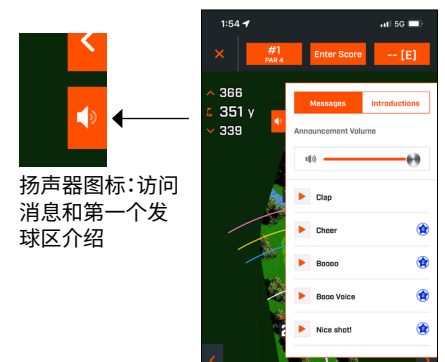 扬声器图标：访问
消息和第一个发
球区介绍
1:54
5G
#1
PAR 4
Enter Score
-- [E]
366
351 y
339
Messages
Introductions
Announcement Volume
Clap
Cheer
Boooo
Booo Voice
Nice shot!
2